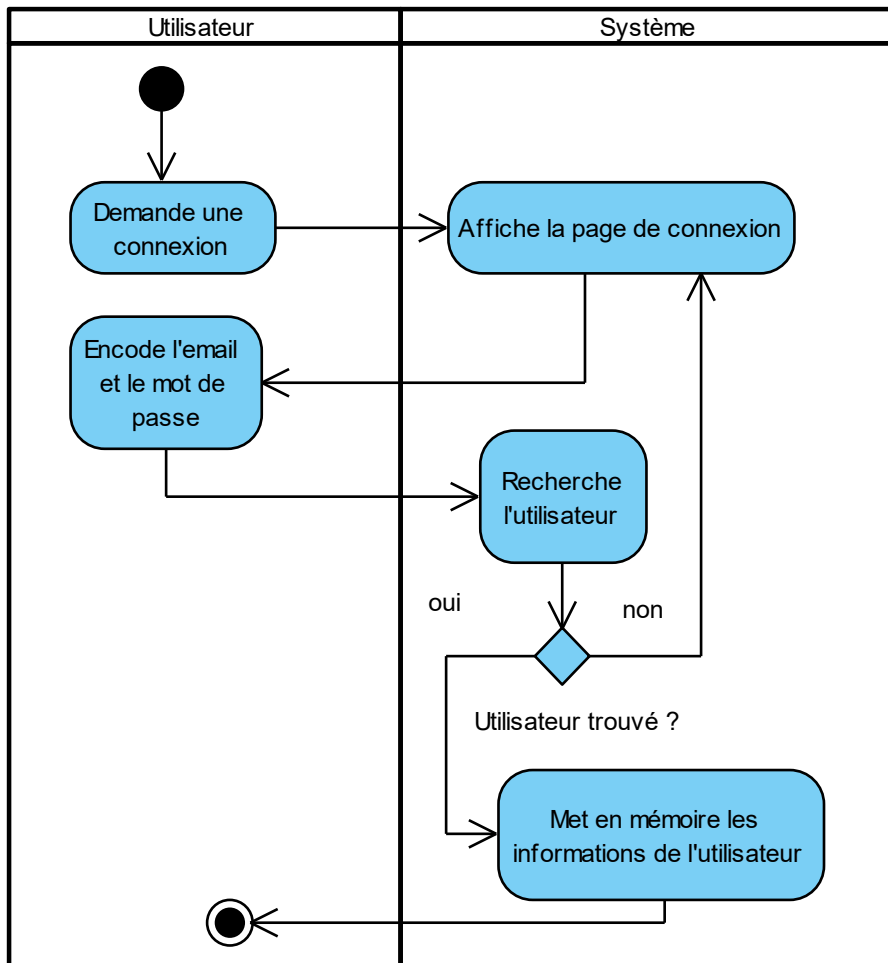 Utilisateur
Système
Demande une
connexion
Affiche la page de connexion
Encode l'email
et le mot de
passe
Recherche
l'utilisateur
oui
non
Utilisateur trouvé ?
Met en mémoire les
informations de l'utilisateur